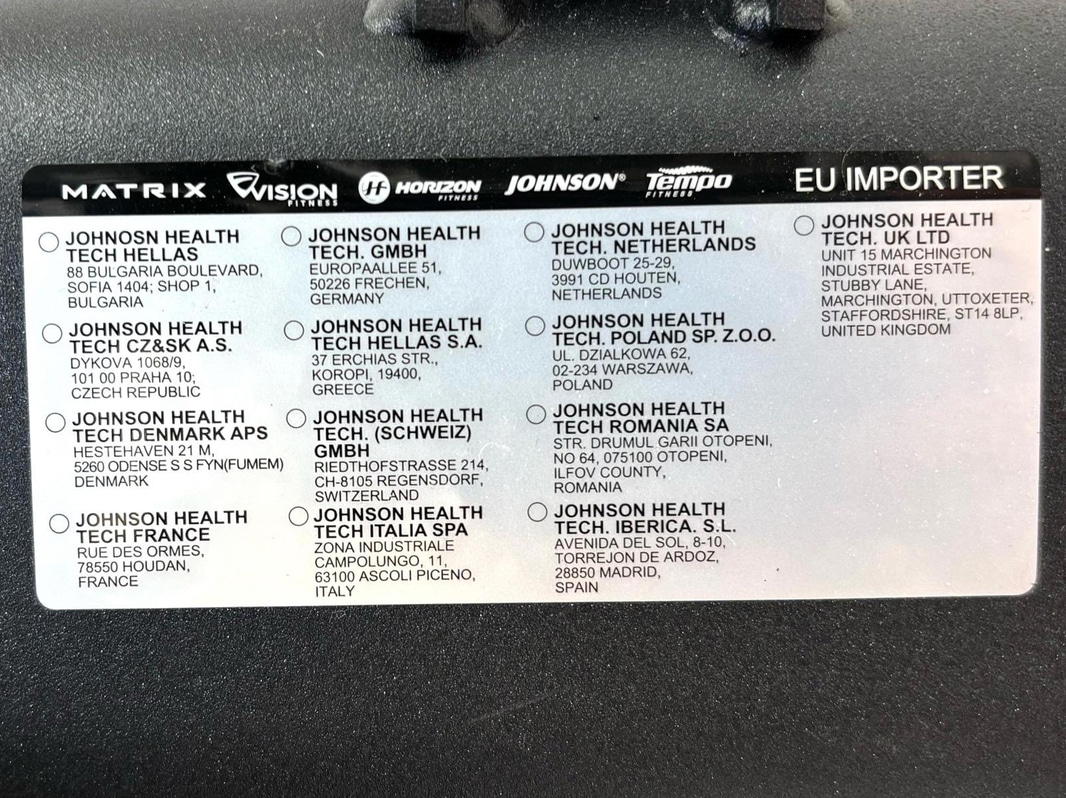 MATRIX VISION FITNESS HORIZON FITNESS JOHNSON® Tempo FITNESS EU IMPORTER
JOHNOSN HEALTH
TECH HELLAS
88 BULGARIA BOULEVARD,
SOFIA 1404; SHOP 1,
BULGARIA
JOHNSON HEALTH
TECH CZ&SK A.S.
DYKOVA 1068/9,
101 00 PRAHA 10;
CZECH REPUBLIC
JOHNSON HEALTH
TECH DENMARK APS
HESTEHAVEN 21 M,
5260 ODENSE S S FYN(FUMEM)
DENMARK
JOHNSON HEALTH
TECH FRANCE
RUE DES ORMES,
78550 HOUDAN,
FRANCE
JOHNSON HEALTH
TECH. GMBH
EUROPAALLEE 51,
50226 FRECHEN,
GERMANY
JOHNSON HEALTH
TECH HELLAS S.A.
37 ERCHIAS STR.,
KOROPI, 19400,
GREECE
JOHNSON HEALTH
TECH. (SCHWEIZ)
GMBH
RIEDTHOFSTRASSE 214,
CH-8105 REGENSDORF,
SWITZERLAND
JOHNSON HEALTH
TECH ITALIA SPA
ZONA INDUSTRIALE
CAMPOLUNGO, 11,
63100 ASCOLI PICENO,
ITALY
JOHNSON HEALTH
TECH. NETHERLANDS
DUWBOOT 25-29,
3991 CD HOUTEN,
NETHERLANDS
JOHNSON HEALTH
TECH. POLAND SP. Z.O.O.
UL. DZIALKOWA 62,
02-234 WARSZAWA,
POLAND
JOHNSON HEALTH
TECH ROMANIA SA
STR. DRUMUL GARII OTOPENI,
NO 64, 075100 OTOPENI,
ILFOV COUNTY,
ROMANIA
JOHNSON HEALTH
TECH. IBERICA. S.L.
AVENIDA DEL SOL, 8-10,
TORREJON DE ARDOZ,
28850 MADRID,
SPAIN
JOHNSON HEALTH
TECH. UK LTD
UNIT 15 MARCHINGTON
INDUSTRIAL ESTATE,
STUBBY LANE,
MARCHINGTON, UTTOXETER,
STAFFORDSHIRE, ST14 8LP,
UNITED KINGDOM